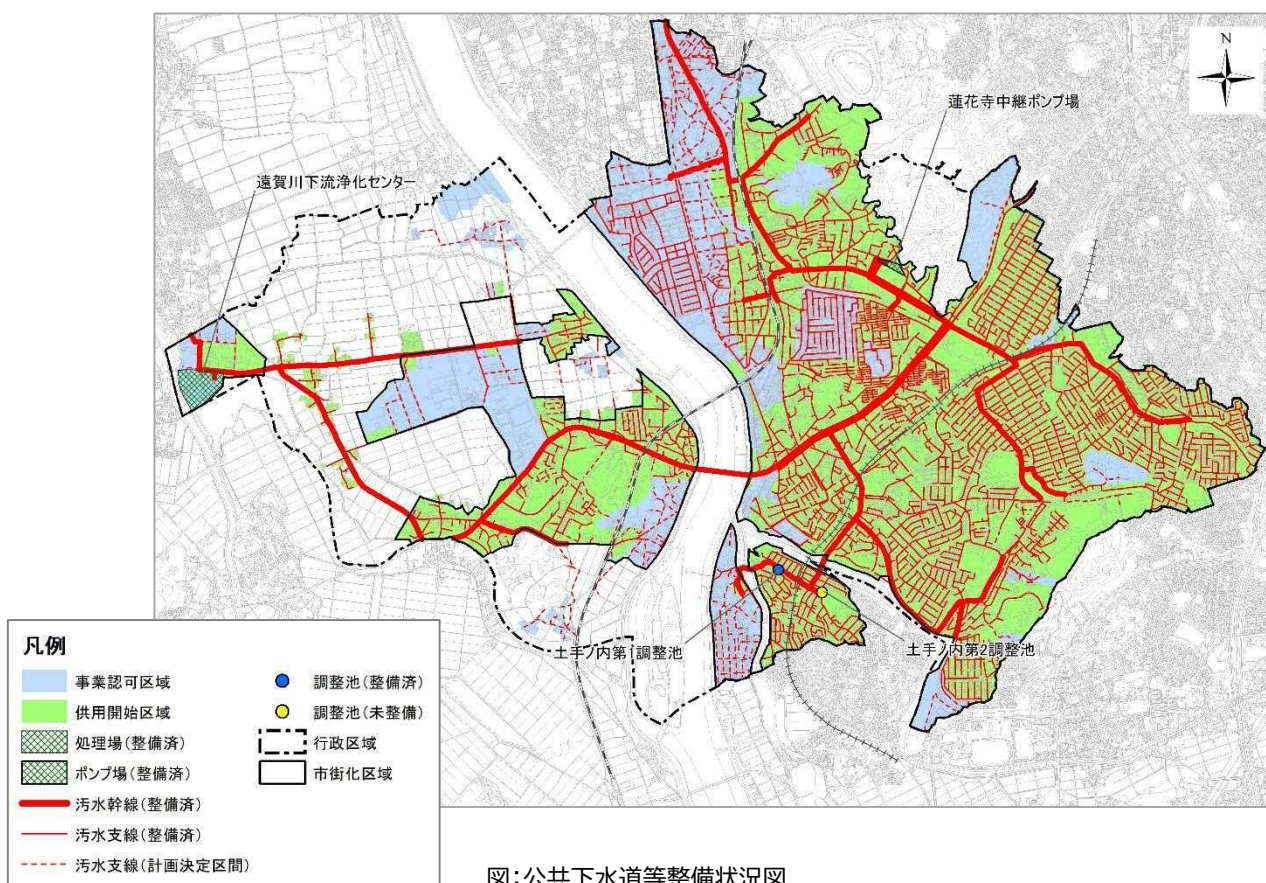 N
蓮花寺中継ポンプ場
遠賀川下流浄化センター
土手ノ内第1調整池
土手ノ内第2調整池
凡例
事業認可区域
供用開始区域
処理場(整備済)
ポンプ場(整備済)
汚水幹線(整備済)
汚水支線(整備済)
汚水支線(計画決定区間)
調整池(整備済)
調整池(未整備)
行政区域
市街化区域
図:公共下水道等整備状況図